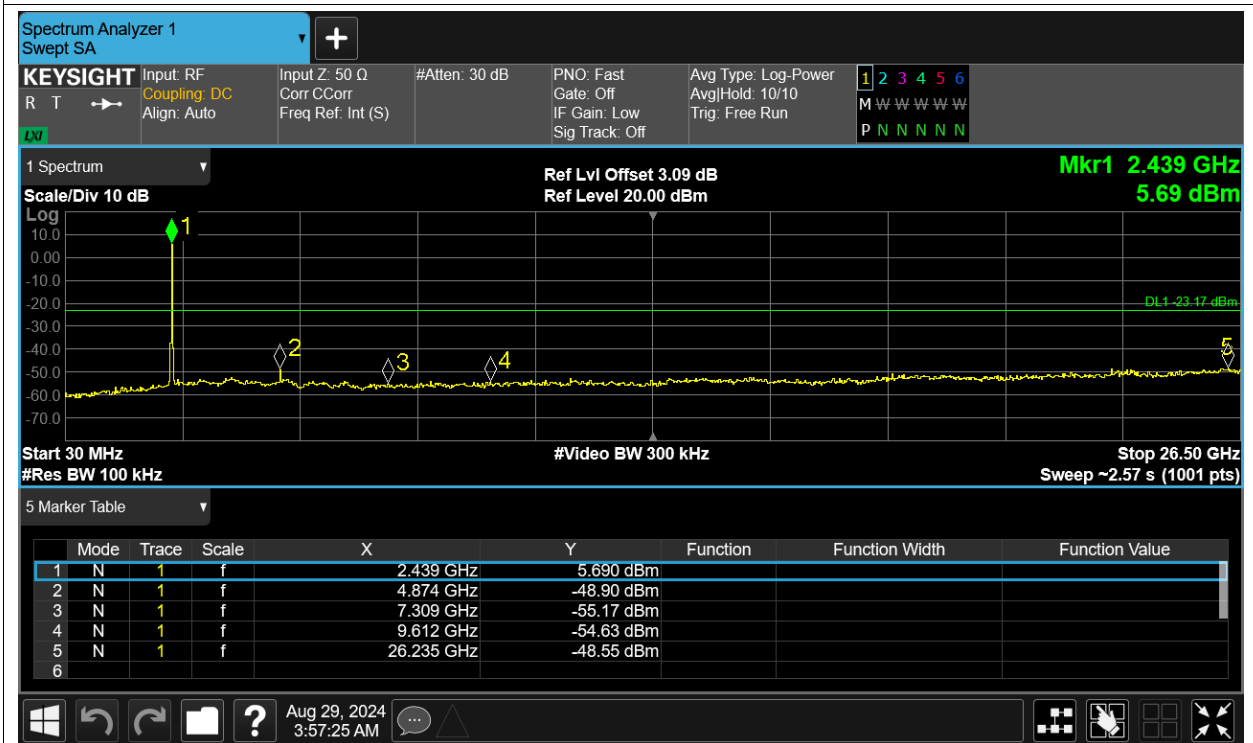 Spectrum Analyzer 1
Swept SA
KEYSIGHT
R T
LXI
Input: RF
Coupling: DC
Align: Auto
Input Z: 50 Ω
Corr CCorr
Freq Ref: Int (S)
#Atten: 30 dB
PNO: Fast
Gate: Off
IF Gain: Low
Sig Track: Off
Avg Type: Log-Power
Avg|Hold: 10/10
Trig: Free Run
1 2 3 4 5 6
M W W W W W
P N N N N N
1 Spectrum
Scale/Div 10 dB
Ref Lvl Offset 3.09 dB
Ref Level 20.00 dBm
Mkr1 2.439 GHz
5.69 dBm
Log
10.0
0.00
-10.0
-20.0
-30.0
-40.0
-50.0
-60.0
-70.0
1
2
3
4
5
DL1 -23.17 dBm
Start 30 MHz
#Res BW 100 kHz
#Video BW 300 kHz
Stop 26.50 GHz
Sweep ~2.57 s (1001 pts)
5 Marker Table
Mode Trace Scale X Y Function Function Width Function Value
1 N 1 f 2.439 GHz 5.690 dBm
2 N 1 f 4.874 GHz -48.90 dBm
3 N 1 f 7.309 GHz -55.17 dBm
4 N 1 f 9.612 GHz -54.63 dBm
5 N 1 f 26.235 GHz -48.55 dBm
6
?
Aug 29, 2024
3:57:25 AM